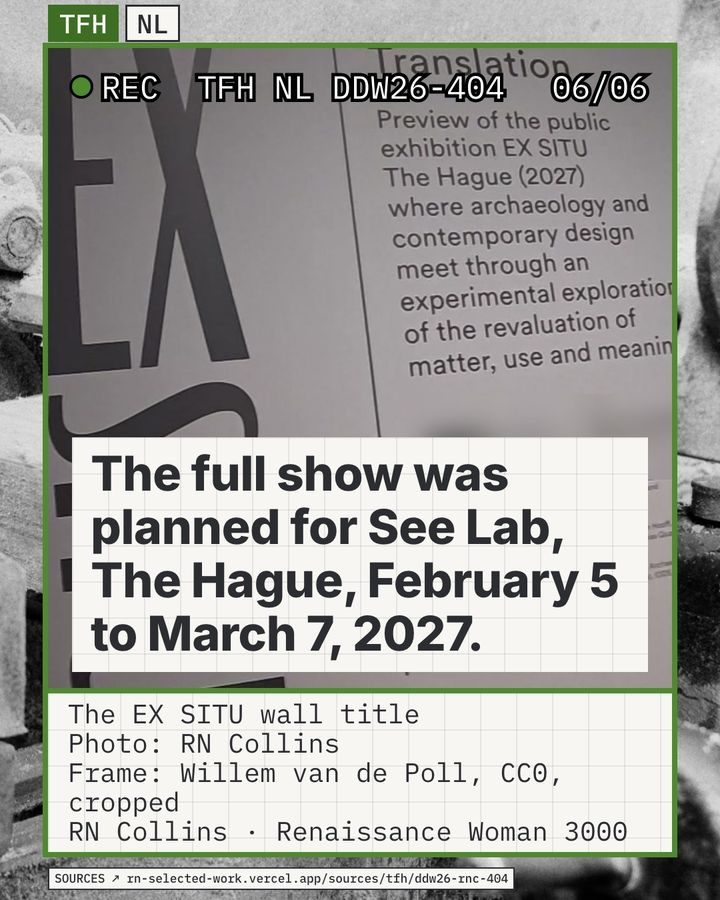 TFH NL
REC TFH NL DDW26-404 06/06
Translation
Preview of the public
exhibition EX SITU
The Hague (2027)
where archaeology and
contemporary design
meet through an
experimental exploration
of the revaluation of
matter, use and meanin
EX
The full show was
planned for See Lab,
The Hague, February 5
to March 7, 2027.
The EX SITU wall title
Photo: RN Collins
Frame: Willem van de Poll, CC0,
cropped
RN Collins · Renaissance Woman 3000
SOURCES ↗ rn-selected-work.vercel.app/sources/tfh/ddw26-rnc-404